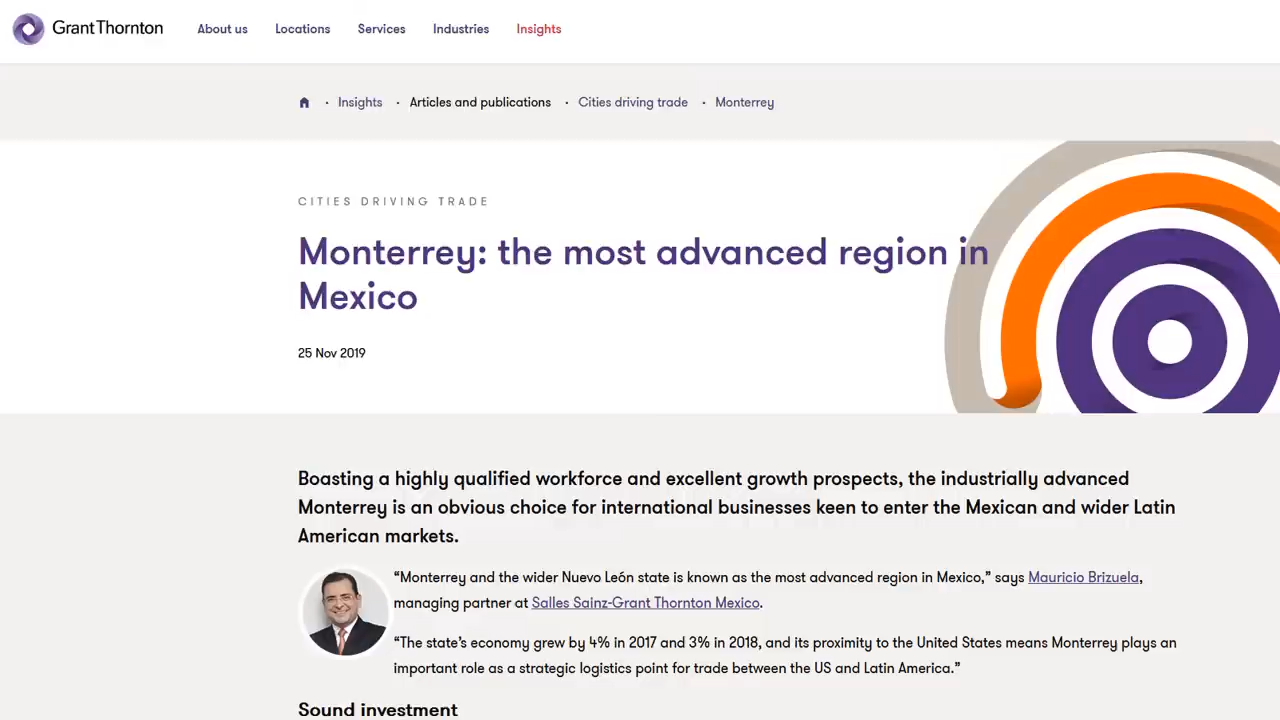 Grant Thornton About us Locations Services Industries Insights
· Insights · Articles and publications · Cities driving trade · Monterrey
CITIES DRIVING TRADE
Monterrey: the most advanced region in
Mexico
25 Nov 2019
Boasting a highly qualified workforce and excellent growth prospects, the industrially advanced
Monterrey is an obvious choice for international businesses keen to enter the Mexican and wider Latin
American markets.
“Monterrey and the wider Nuevo León state is known as the most advanced region in Mexico,” says Mauricio Brizuela,
managing partner at Salles Sainz-Grant Thornton Mexico.
“The state’s economy grew by 4% in 2017 and 3% in 2018, and its proximity to the United States means Monterrey plays an
important role as a strategic logistics point for trade between the US and Latin America.”
Sound investment